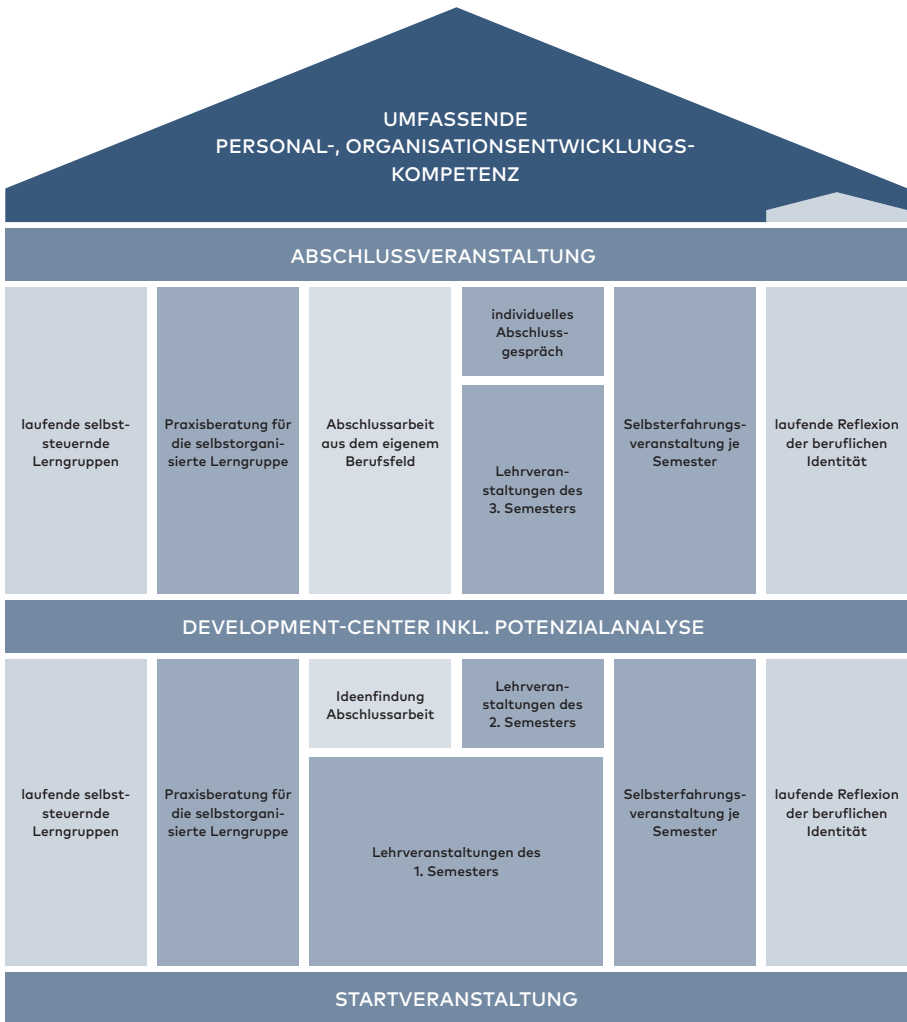 UMFASSENDE
PERSONAL-, ORGANISATIONSENTWICKLUNGS-
KOMPETENZ
ABSCHLUSSVERANSTALTUNG
laufende selbst-
steuernde
Lerngruppen
Praxisberatung für
die selbstorgani-
sierte Lerngruppe
Abschlussarbeit
aus dem eigenem
Berufsfeld
individuelles
Abschluss-
gespräch
Lehrveran-
staltungen des
3. Semesters
Selbsterfahrungs-
veranstaltung je
Semester
laufende Reflexion
der beruflichen
Identität
DEVELOPMENT-CENTER INKL. POTENZIALANALYSE
laufende selbst-
steuernde
Lerngruppen
Praxisberatung für
die selbstorgani-
sierte Lerngruppe
Ideenfindung
Abschlussarbeit
Lehrveran-
staltungen des
2. Semesters
Lehrveranstaltungen des
1. Semesters
Selbsterfahrungs-
veranstaltung je
Semester
laufende Reflexion
der beruflichen
Identität
STARTVERANSTALTUNG